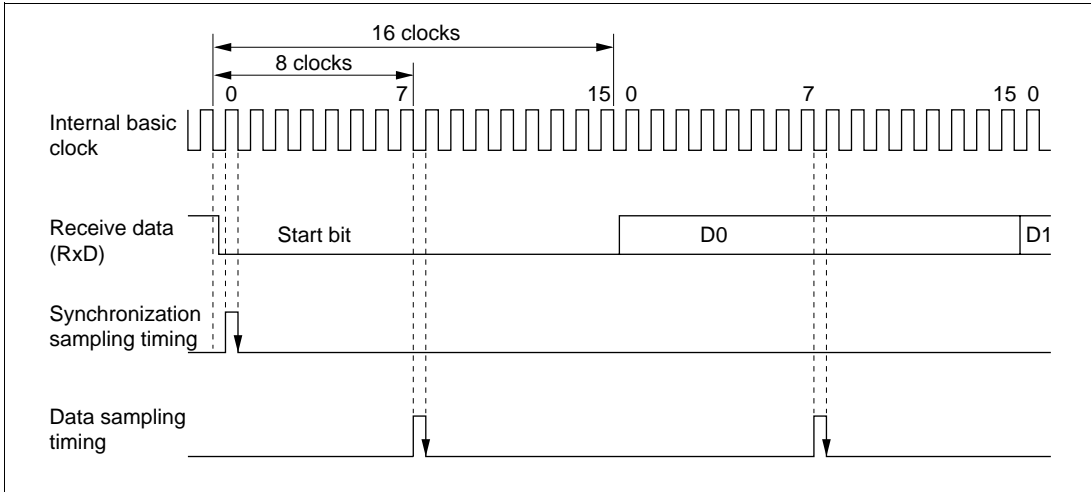 16 clocks
8 clocks
0 7 15 0 7 15 0
Internal basic
clock
Receive data
(RxD)
Start bit D0 D1
Synchronization
sampling timing
Data sampling
timing